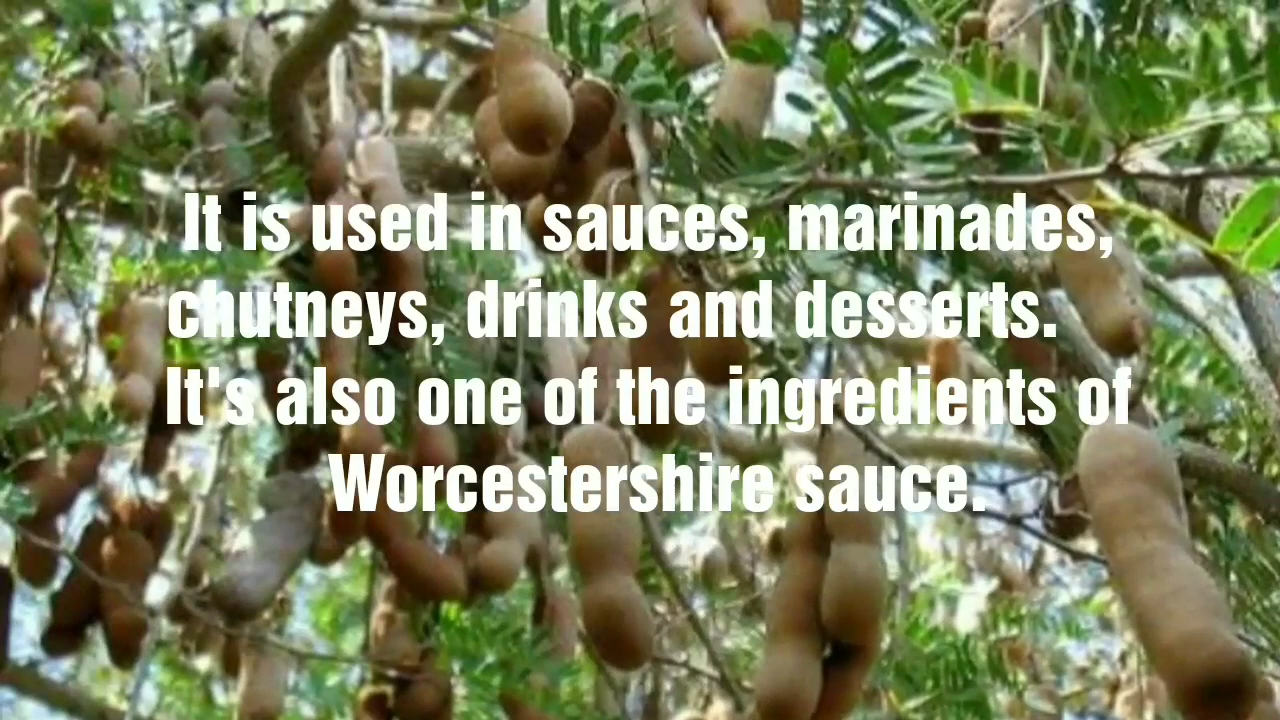 It is used in sauces, marinades,
chutneys, drinks and desserts.
It's also one of the ingredients of
Worcestershire sauce.